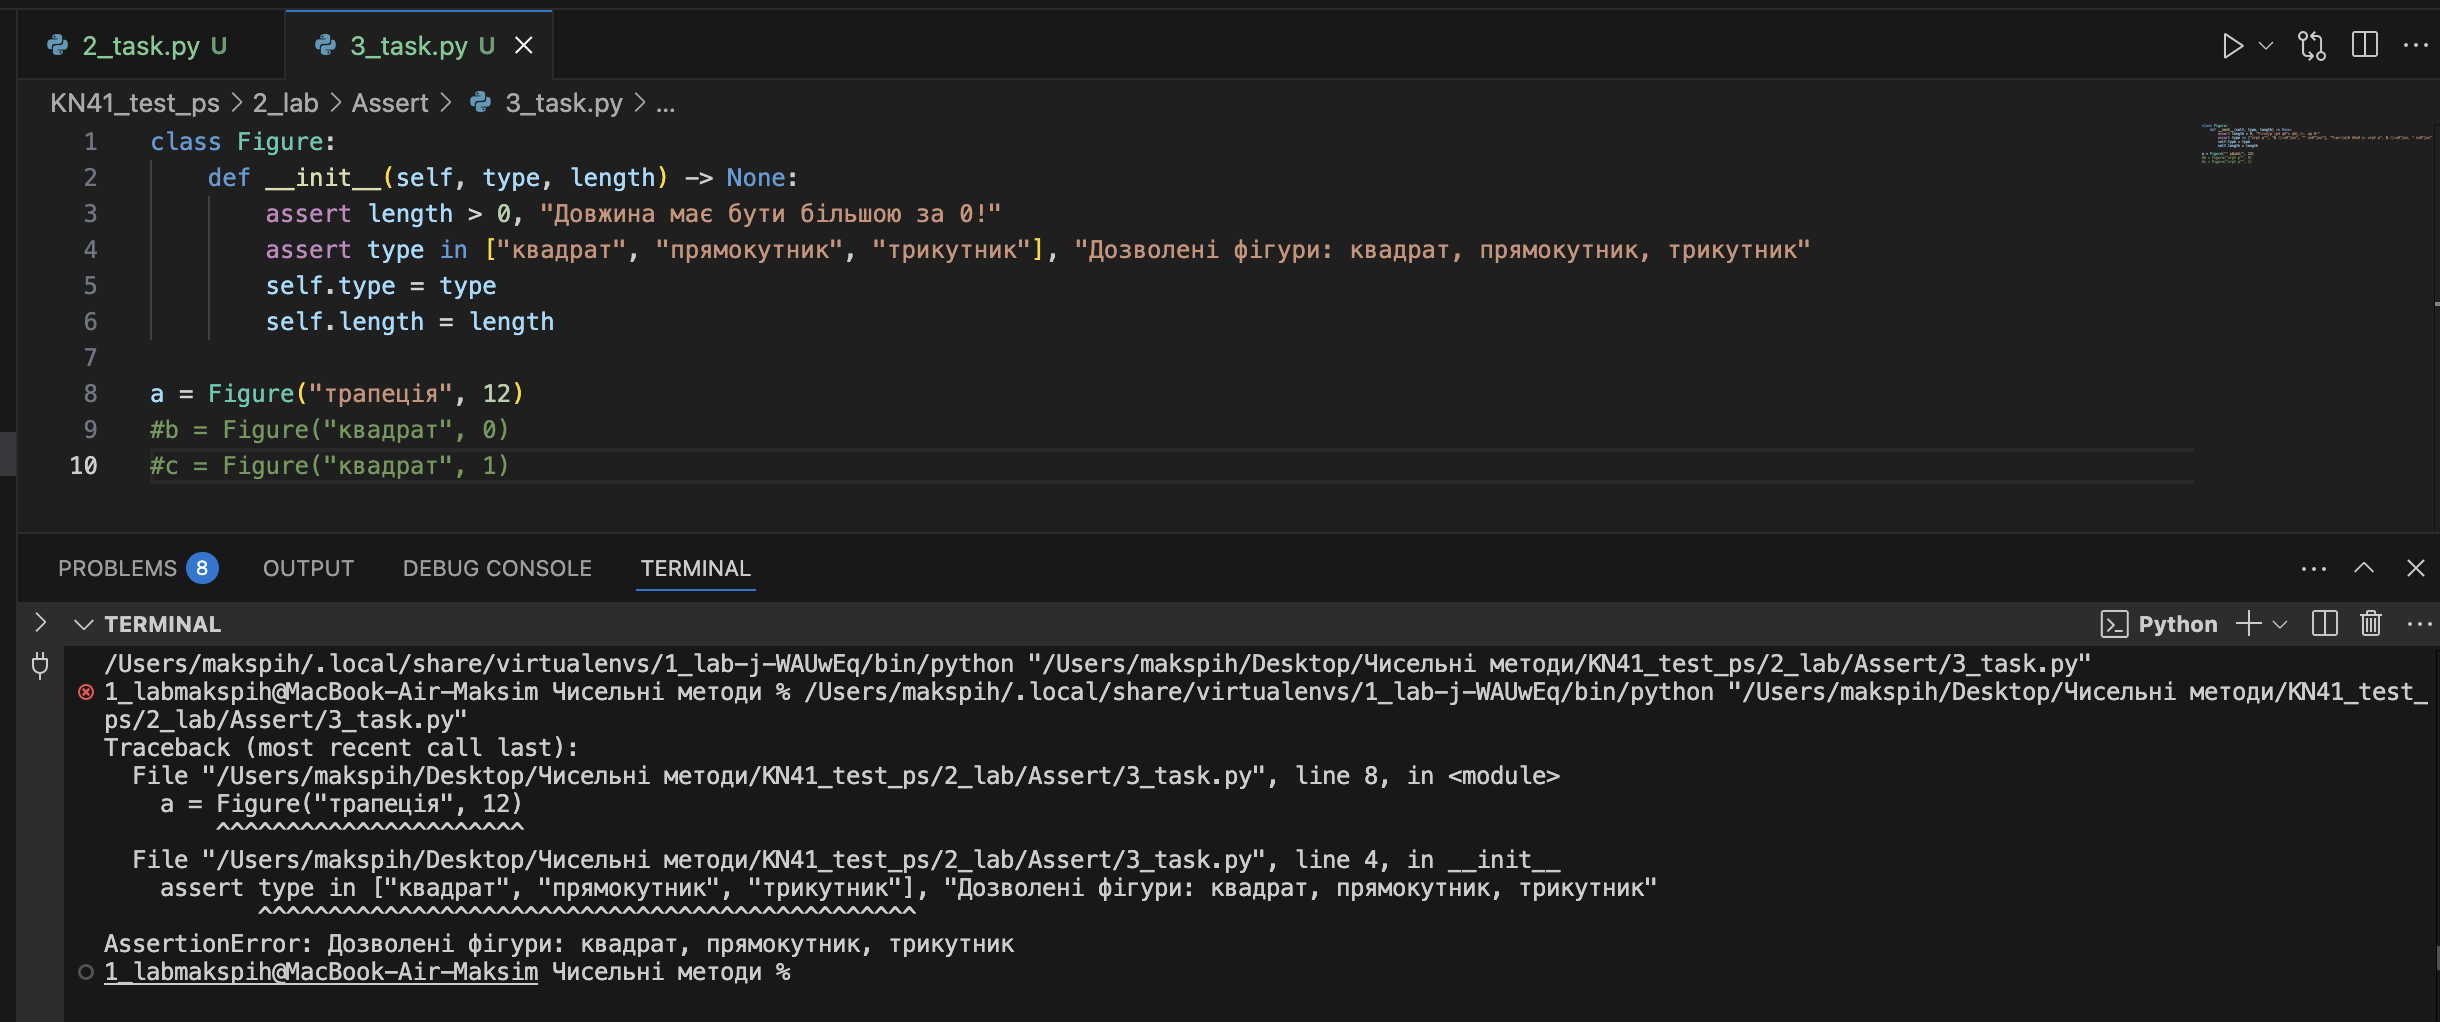 2_task.py U 3_task.py U
KN41_test_ps > 2_lab > Assert > 3_task.py > ...
1 class Figure:
2 def __init__(self, type, length) -> None:
3 assert length > 0, "Довжина має бути більшою за 0!"
4 assert type in ["квадрат", "прямокутник", "трикутник"], "Дозволені фігури: квадрат, прямокутник, трикутник"
5 self.type = type
6 self.length = length
7
8 a = Figure("трапеція", 12)
9 #b = Figure("квадрат", 0)
10 #c = Figure("квадрат", 1)
PROBLEMS 8 OUTPUT DEBUG CONSOLE TERMINAL
TERMINAL Python
/Users/makspih/.local/share/virtualenvs/1_lab-j-WAUwEq/bin/python "/Users/makspih/Desktop/Чисельні методи/KN41_test_ps/2_lab/Assert/3_task.py"
1_labmakspih@MacBook-Air-Maksim Чисельні методи % /Users/makspih/.local/share/virtualenvs/1_lab-j-WAUwEq/bin/python "/Users/makspih/Desktop/Чисельні методи/KN41_test_
ps/2_lab/Assert/3_task.py"
Traceback (most recent call last):
File "/Users/makspih/Desktop/Чисельні методи/KN41_test_ps/2_lab/Assert/3_task.py", line 8, in <module>
a = Figure("трапеція", 12)
^^^^^^^^^^^^^^^^^^^^^^
File "/Users/makspih/Desktop/Чисельні методи/KN41_test_ps/2_lab/Assert/3_task.py", line 4, in __init__
assert type in ["квадрат", "прямокутник", "трикутник"], "Дозволені фігури: квадрат, прямокутник, трикутник"
^^^^^^^^^^^^^^^^^^^^^^^^^^^^^^^^^^^^^^^^^^^^^^^
AssertionError: Дозволені фігури: квадрат, прямокутник, трикутник
1_labmakspih@MacBook-Air-Maksim Чисельні методи %